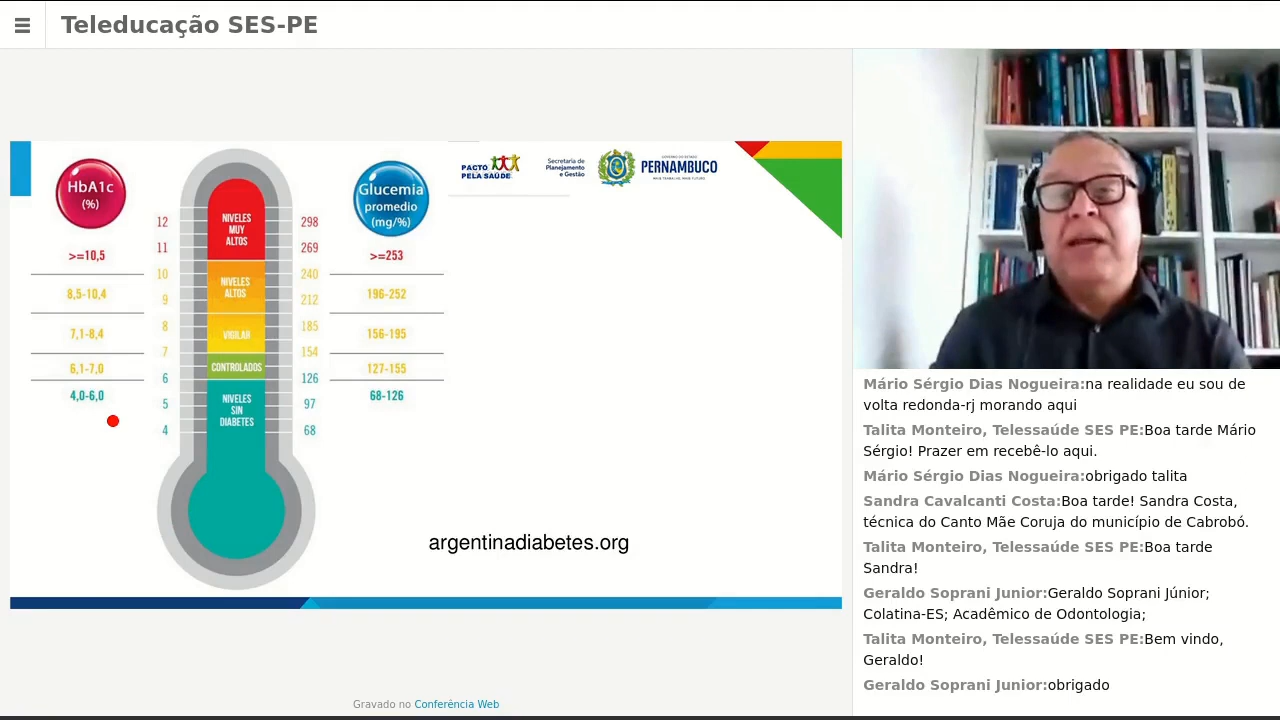 Teleducação SES-PE
HbA1c
(%)
>=10,5
8,5-10,4
7,1-8,4
6,1-7,0
4,0-6,0
12
11
10
9
8
7
6
5
4
NIVELES
MUY
ALTOS
NIVELES
ALTOS
VIGILAR
CONTROLADOS
NIVELES
SIN
DIABETES
298
269
240
212
185
154
126
97
68
Glucemia
promedio
(mg/%)
>=253
196-252
156-195
127-155
68-126
PACTO
PELA SAÚDE
Secretaria de
Planejamento
e Gestão
GOVERNO DO ESTADO
PERNAMBUCO
MAIS TRABALHO, MAIS FUTURO
argentinadiabetes.org
Gravado no Conferência Web
Mário Sérgio Dias Nogueira:na realidade eu sou de
volta redonda-rj morando aqui
Talita Monteiro, Telessaúde SES PE:Boa tarde Mário
Sérgio! Prazer em recebê-lo aqui.
Mário Sérgio Dias Nogueira:obrigado talita
Sandra Cavalcanti Costa:Boa tarde! Sandra Costa,
técnica do Canto Mãe Coruja do município de Cabrobó.
Talita Monteiro, Telessaúde SES PE:Boa tarde
Sandra!
Geraldo Soprani Junior:Geraldo Soprani Júnior;
Colatina-ES; Acadêmico de Odontologia;
Talita Monteiro, Telessaúde SES PE:Bem vindo,
Geraldo!
Geraldo Soprani Junior:obrigado